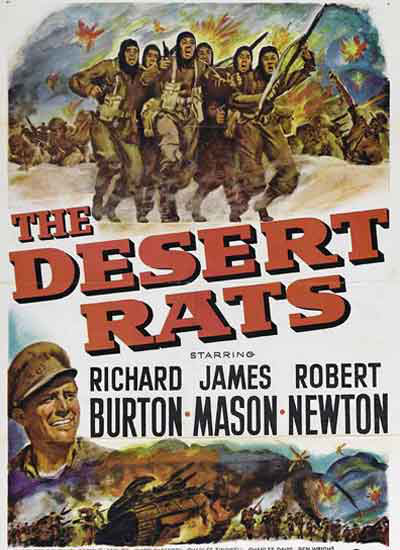 THE
DESERT
RATS
STARRING
RICHARD JAMES ROBERT
BURTON · MASON · NEWTON